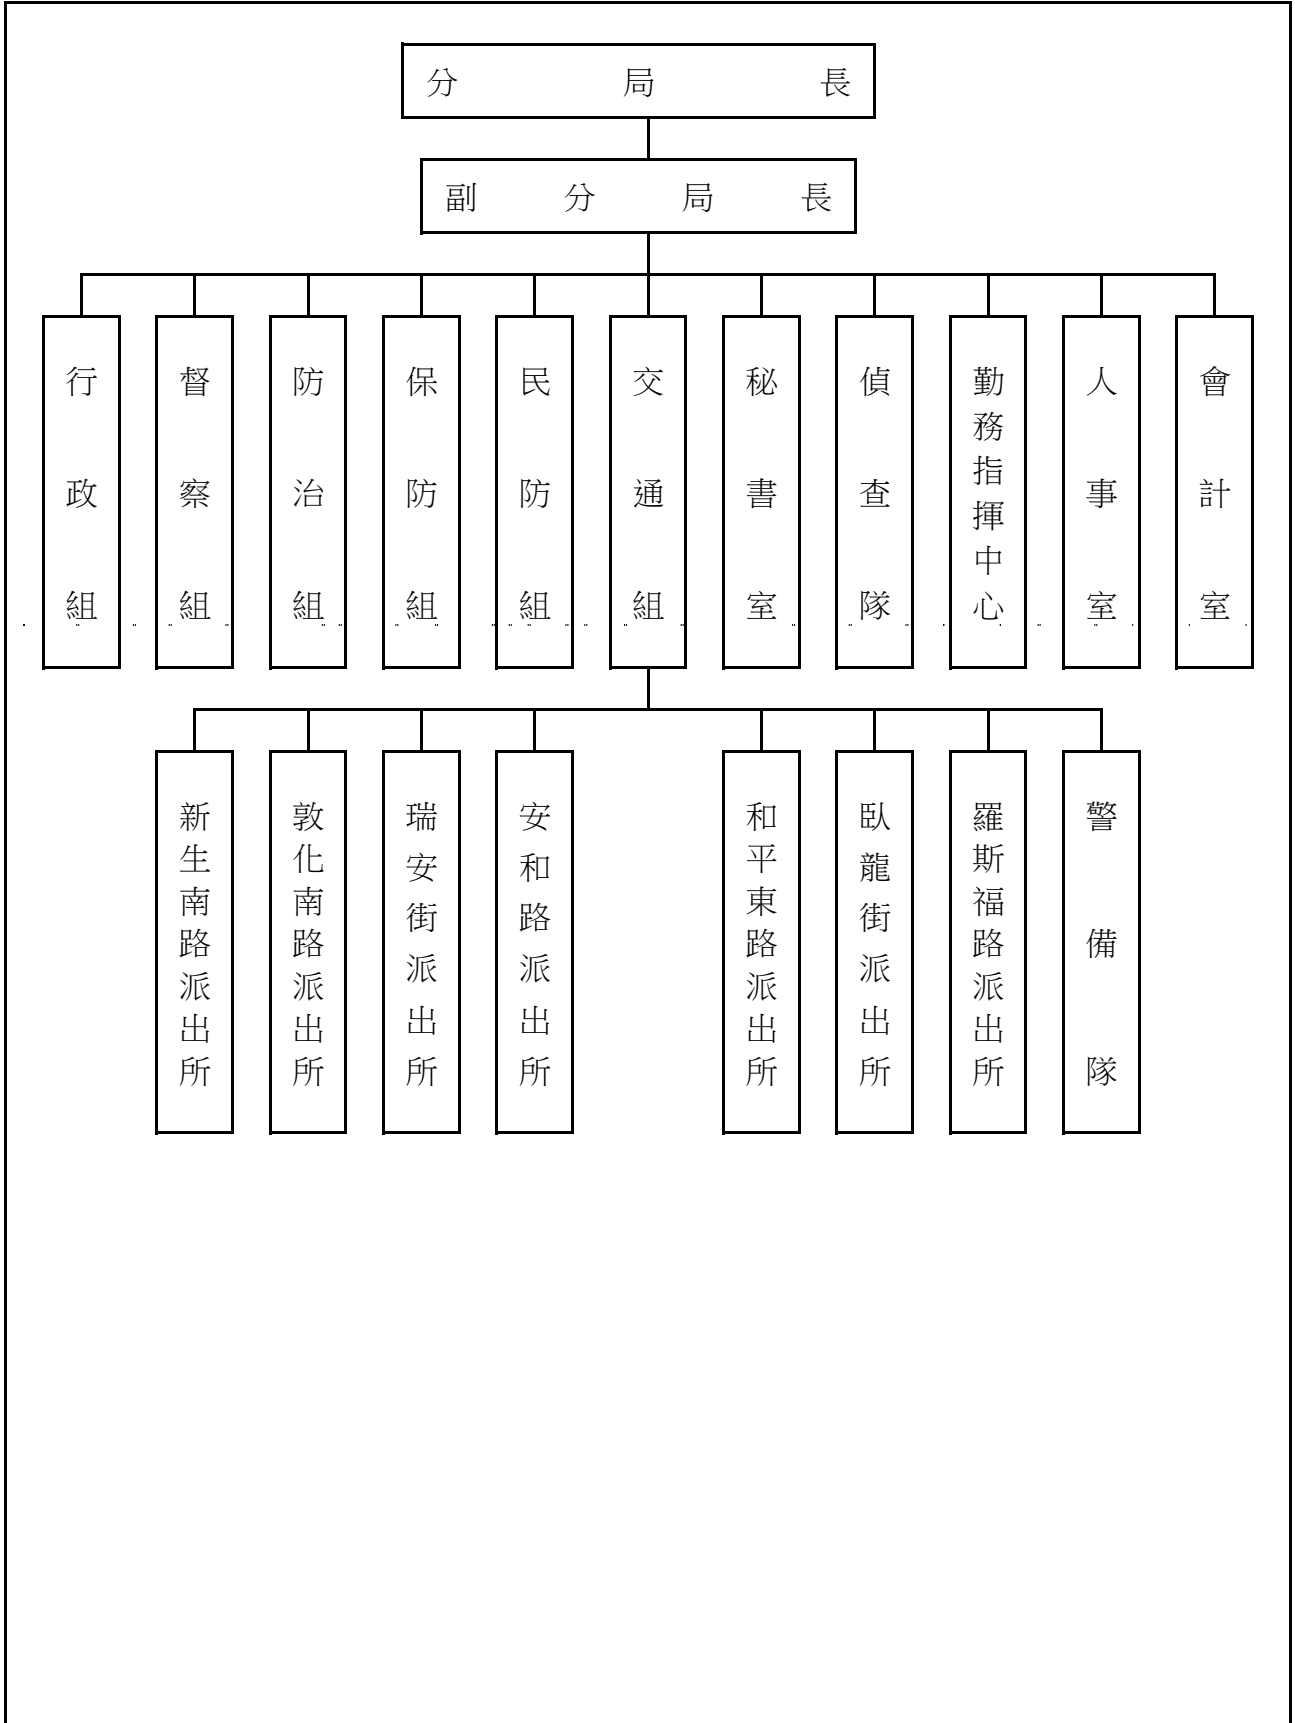 分局長
副分局長
行政組
督察組
防治組
保防組
民防組
交通組
秘書室
偵查隊
勤務指揮中心
人事室
會計室
新生南路派出所
敦化南路派出所
瑞安街派出所
安和路派出所
和平東路派出所
臥龍街派出所
羅斯福路派出所
警備隊